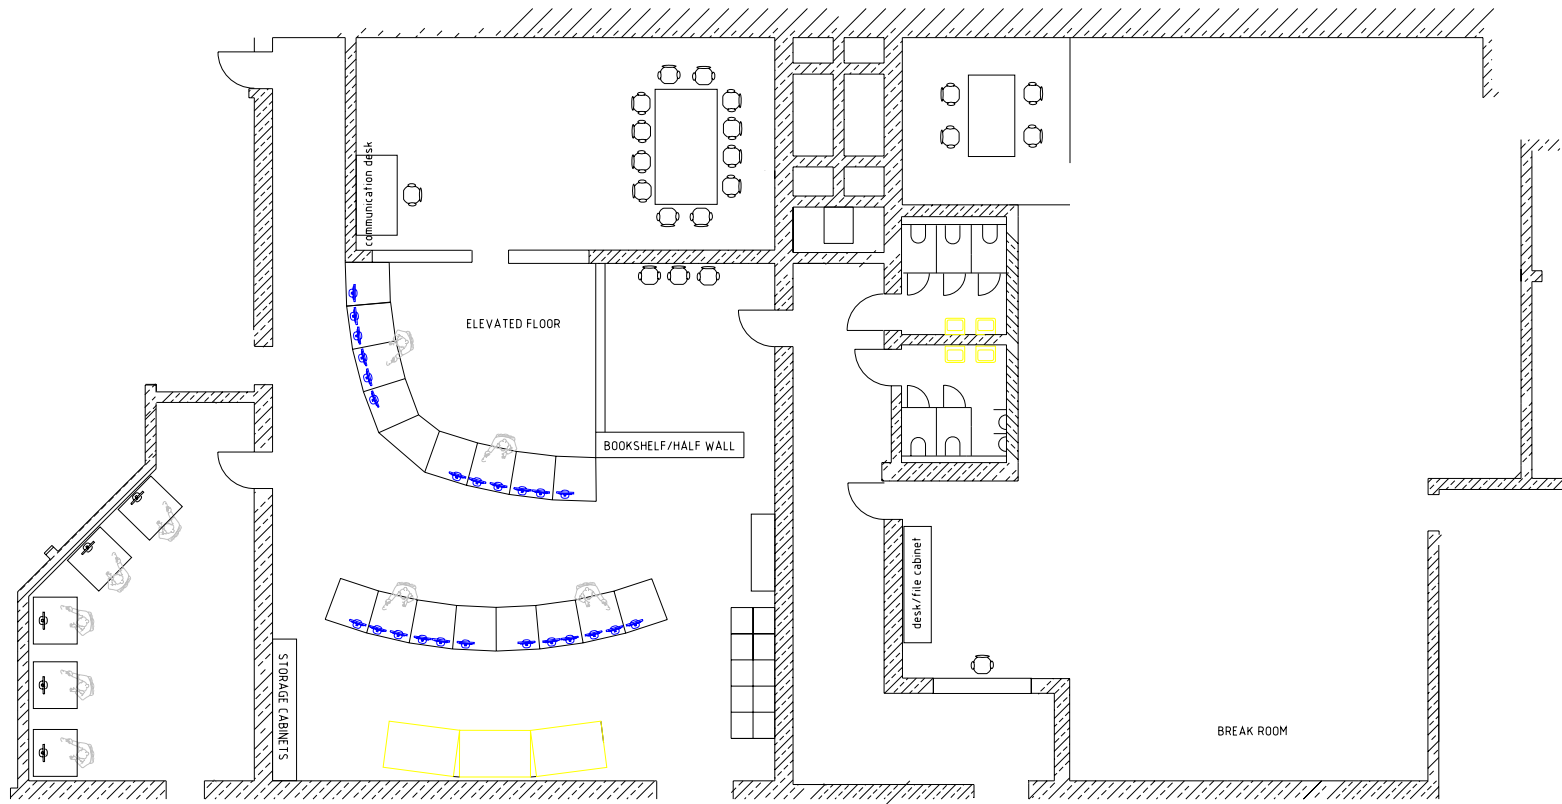 communication desk
ELEVATED FLOOR
BOOKSHELF/HALF WALL
desk/file cabinet
STORAGE CABINETS
BREAK ROOM